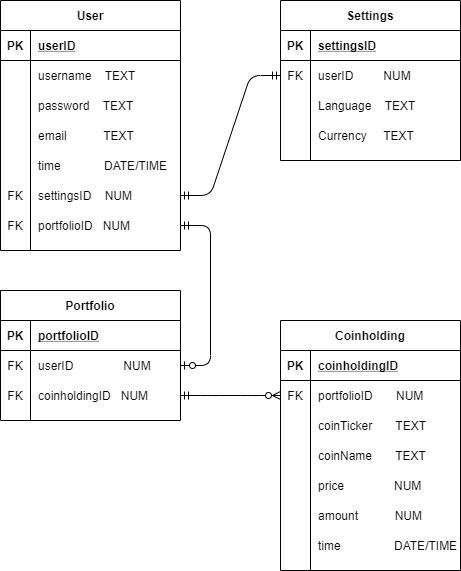 User
PK userID
username TEXT
password TEXT
email TEXT
time DATE/TIME
FK settingsID NUM
FK portfolioID NUM
Settings
PK settingsID
FK userID NUM
Language TEXT
Currency TEXT
Portfolio
PK portfolioID
FK userID NUM
FK coinholdingID NUM
Coinholding
PK coinholdingID
FK portfolioID NUM
coinTicker TEXT
coinName TEXT
price NUM
amount NUM
time DATE/TIME